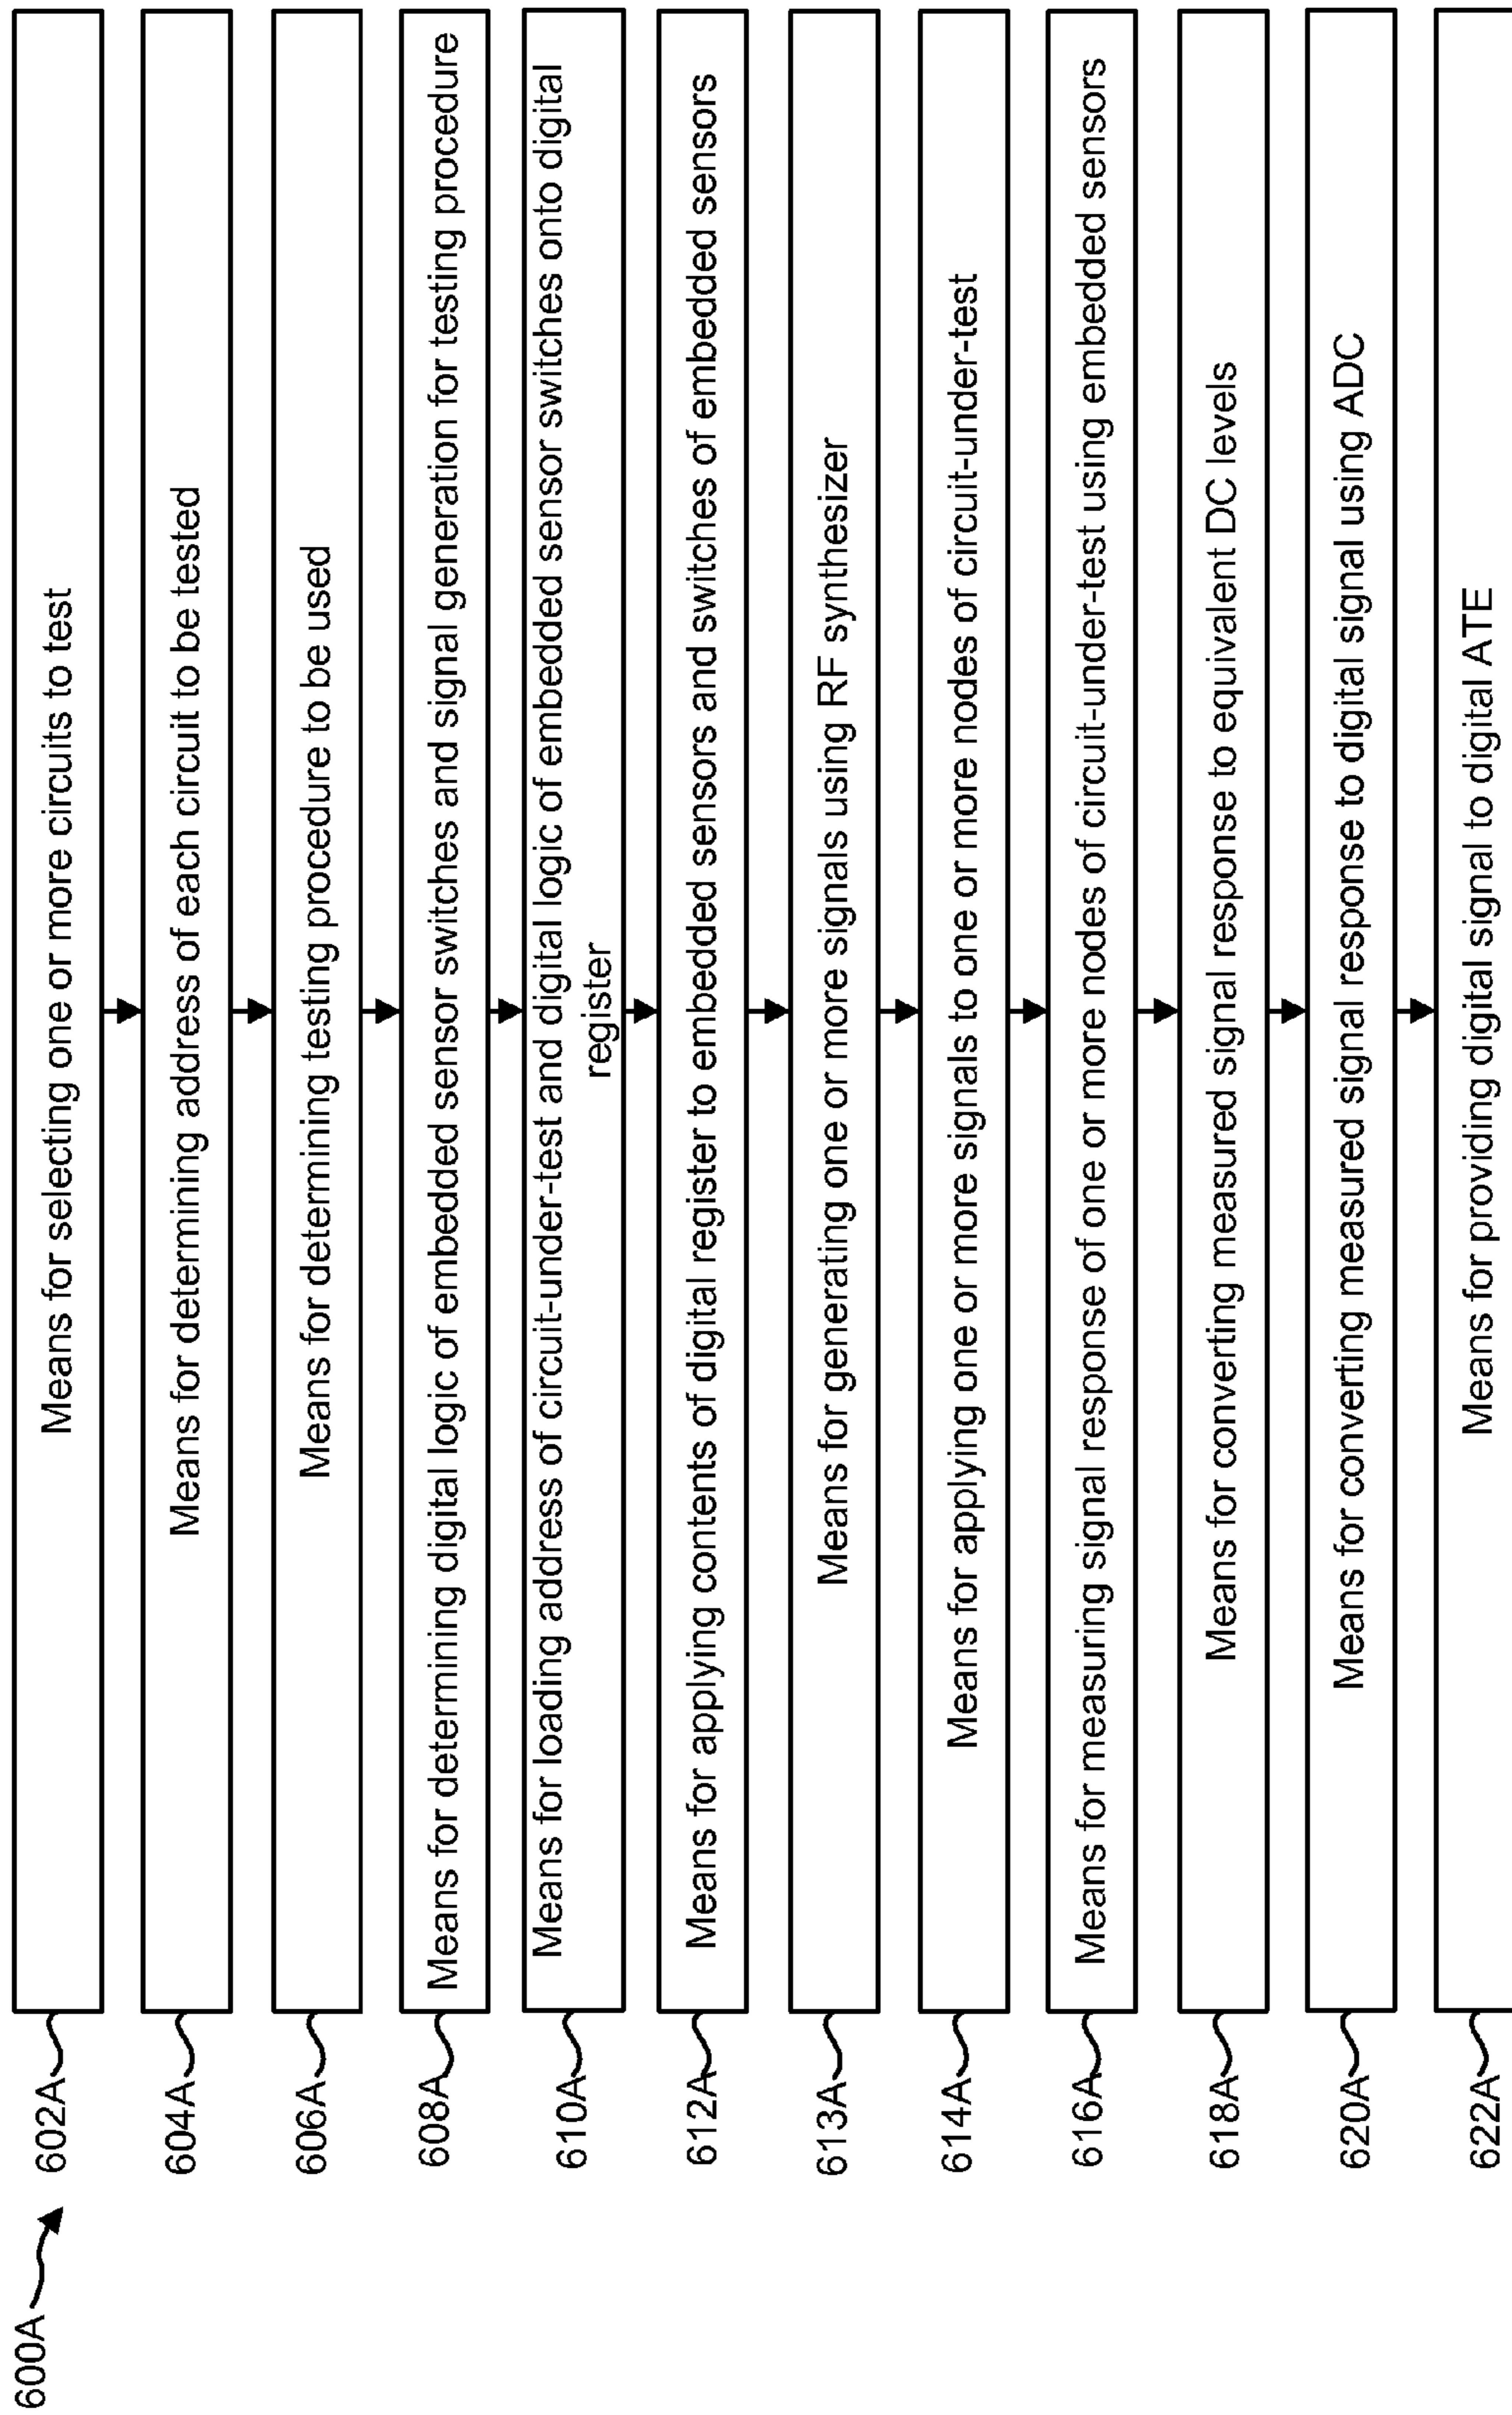 600A
602A
Means for selecting one or more circuits to test
604A
Means for determining address of each circuit to be tested
606A
Means for determining testing procedure to be used
608A
Means for determining digital logic of embedded sensor switches and signal generation for testing procedure
610A
Means for loading address of circuit-under-test and digital logic of embedded sensor switches onto digital
register
612A
Means for applying contents of digital register to embedded sensors and switches of embedded sensors
613A
Means for generating one or more signals using RF synthesizer
614A
Means for applying one or more signals to one or more nodes of circuit-under-test
616A
Means for measuring signal response of one or more nodes of circuit-under-test using embedded sensors
618A
Means for converting measured signal response to equivalent DC levels
620A
Means for converting measured signal response to digital signal using ADC
622A
Means for providing digital signal to digital ATE